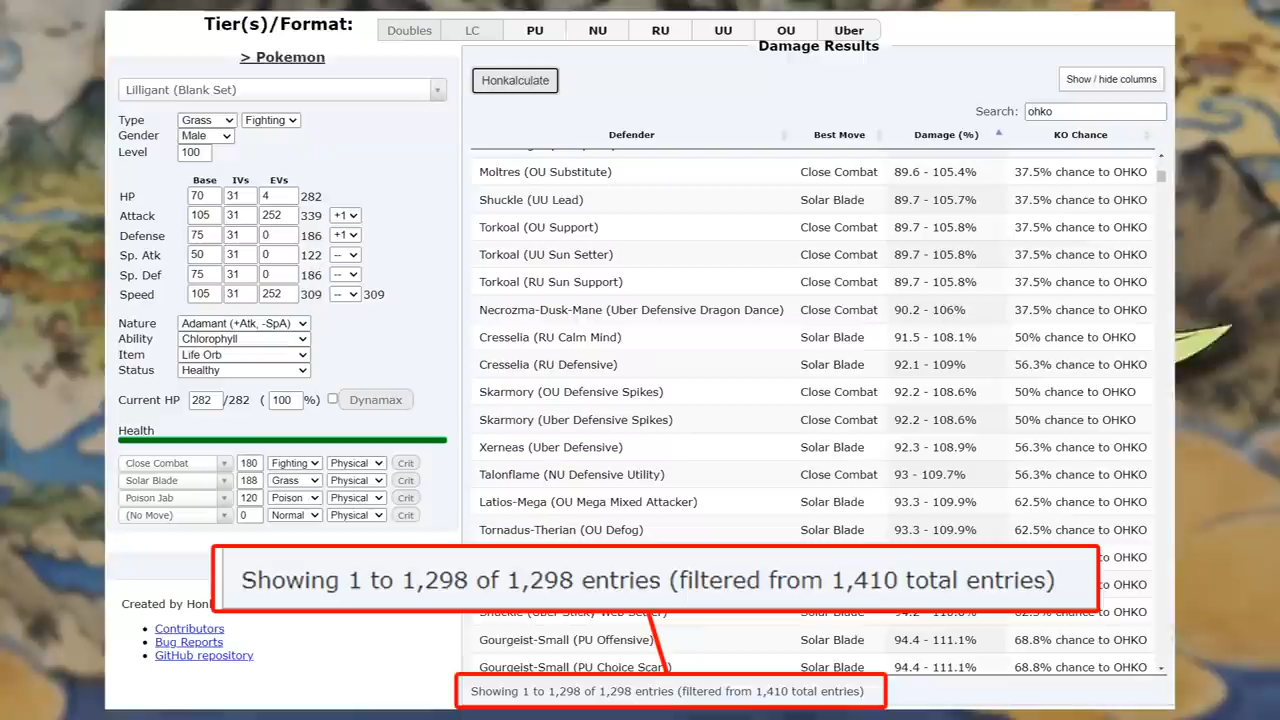 Tier(s)/Format: Doubles LC PU NU RU UU OU Uber
> Pokemon
Damage Results
Lilligant (Blank Set)
Honkalculate
Show / hide columns
Type Grass Fighting
Gender Male
Level 100
Base IVs EVs
HP 70 31 4 282
Attack 105 31 252 339 +1
Defense 75 31 0 186 +1
Sp. Atk 50 31 0 122 --
Sp. Def 75 31 0 186 --
Speed 105 31 252 309 -- 309
Nature Adamant (+Atk, -SpA)
Ability Chlorophyll
Item Life Orb
Status Healthy
Current HP 282 /282 ( 100 %) Dynamax
Health
Close Combat 180 Fighting Physical Crit
Solar Blade 188 Grass Physical Crit
Poison Jab 120 Poison Physical Crit
(No Move) 0 Normal Physical Crit
Search: ohko
Defender Best Move Damage (%) KO Chance
Moltres (OU Substitute) Close Combat 89.6 - 105.4% 37.5% chance to OHKO
Shuckle (UU Lead) Solar Blade 89.7 - 105.7% 37.5% chance to OHKO
Torkoal (OU Support) Close Combat 89.7 - 105.8% 37.5% chance to OHKO
Torkoal (UU Sun Setter) Close Combat 89.7 - 105.8% 37.5% chance to OHKO
Torkoal (RU Sun Support) Close Combat 89.7 - 105.8% 37.5% chance to OHKO
Necrozma-Dusk-Mane (Uber Defensive Dragon Dance) Close Combat 90.2 - 106% 37.5% chance to OHKO
Cresselia (RU Calm Mind) Solar Blade 91.5 - 108.1% 50% chance to OHKO
Cresselia (RU Defensive) Solar Blade 92.1 - 109% 56.3% chance to OHKO
Skarmory (OU Defensive Spikes) Close Combat 92.2 - 108.6% 50% chance to OHKO
Skarmory (Uber Defensive Spikes) Close Combat 92.2 - 108.6% 50% chance to OHKO
Xerneas (Uber Defensive) Solar Blade 92.3 - 108.9% 56.3% chance to OHKO
Talonflame (NU Defensive Utility) Close Combat 93 - 109.7% 56.3% chance to OHKO
Latios-Mega (OU Mega Mixed Attacker) Solar Blade 93.3 - 109.9% 62.5% chance to OHKO
Tornadus-Therian (OU Defog) Solar Blade 93.3 - 109.9% 62.5% chance to OHKO
to OHKO
Showing 1 to 1,298 of 1,298 entries (filtered from 1,410 total entries)
Gourgeist-Small (PU Offensive) Solar Blade 94.4 - 111.1% 68.8% chance to OHKO
Gourgeist-Small (PU Choice Scarf) Solar Blade 94.4 - 111.1% 68.8% chance to OHKO
Showing 1 to 1,298 of 1,298 entries (filtered from 1,410 total entries)
Created by Hon
Contributors
Bug Reports
GitHub repository